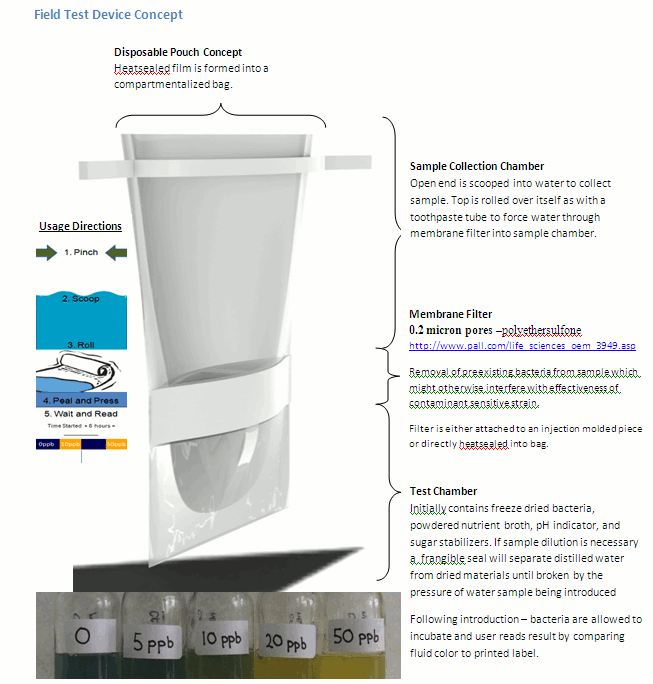 Field Test Device Concept
Disposable Pouch Concept
Heatsealed film is formed into a
compartmentalized bag.
Sample Collection Chamber
Open end is scooped into water to collect
sample. Top is rolled over itself as with a
toothpaste tube to force water through
membrane filter into sample chamber.
Usage Directions
1. Pinch
2. Scoop
3. Roll
4. Peal and Press
5. Wait and Read
Time Started + 6 hours =
0ppb 10ppb 50ppb
Membrane Filter
0.2 micron pores –polyethersulfone
http://www.pall.com/life_sciences_oem_3949.asp
Removal of preexisting bacteria from sample which
might otherwise interfere with effectiveness of
contaminant sensitive strain.
Filter is either attached to an injection molded piece
or directly heatsealed into bag.
Test Chamber
Initially contains freeze dried bacteria,
powdered nutrient broth, pH indicator, and
sugar stabilizers. If sample dilution is necessary
a frangible seal will separate distilled water
from dried materials until broken by the
pressure of water sample being introduced
Following introduction – bacteria are allowed to
incubate and user reads result by comparing
fluid color to printed label.
0 5 ppb 10 ppb 20 ppb 50 ppb